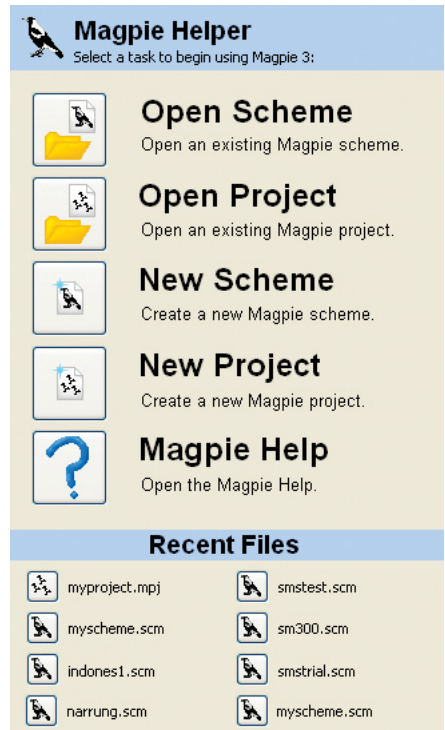 Magpie Helper
Select a task to begin using Magpie 3:
Open Scheme
Open an existing Magpie scheme.
Open Project
Open an existing Magpie project.
New Scheme
Create a new Magpie scheme.
New Project
Create a new Magpie project.
Magpie Help
Open the Magpie Help.
Recent Files
myproject.mpj
smstest.scm
myscheme.scm
sm300.scm
indones1.scm
smstrial.scm
narrung.scm
myscheme.scm